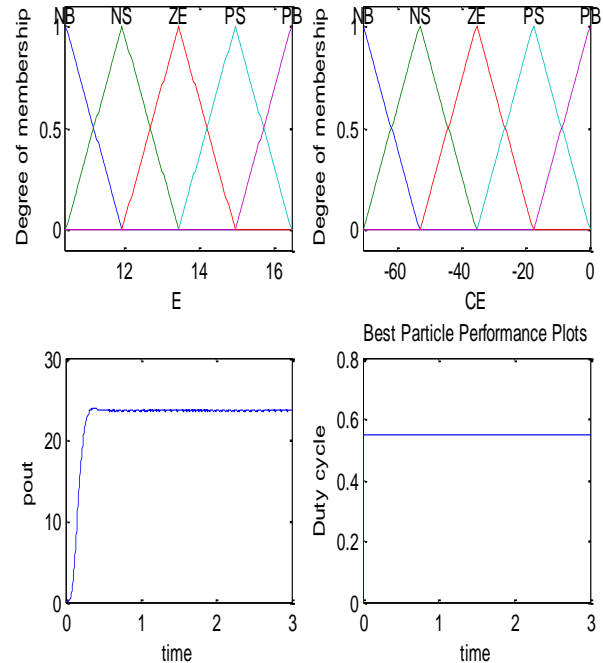 NB NS ZE PS PB
1
0.5
0
Degree of membership
12 14 16
E
NB NS ZE PS PB
1
0.5
0
Degree of membership
-60 -40 -20 0
CE
30
20
10
0
pout
0 1 2 3
time
Best Particle Performance Plots
0.8
0.6
0.4
0.2
0
Duty cycle
0 1 2 3
time